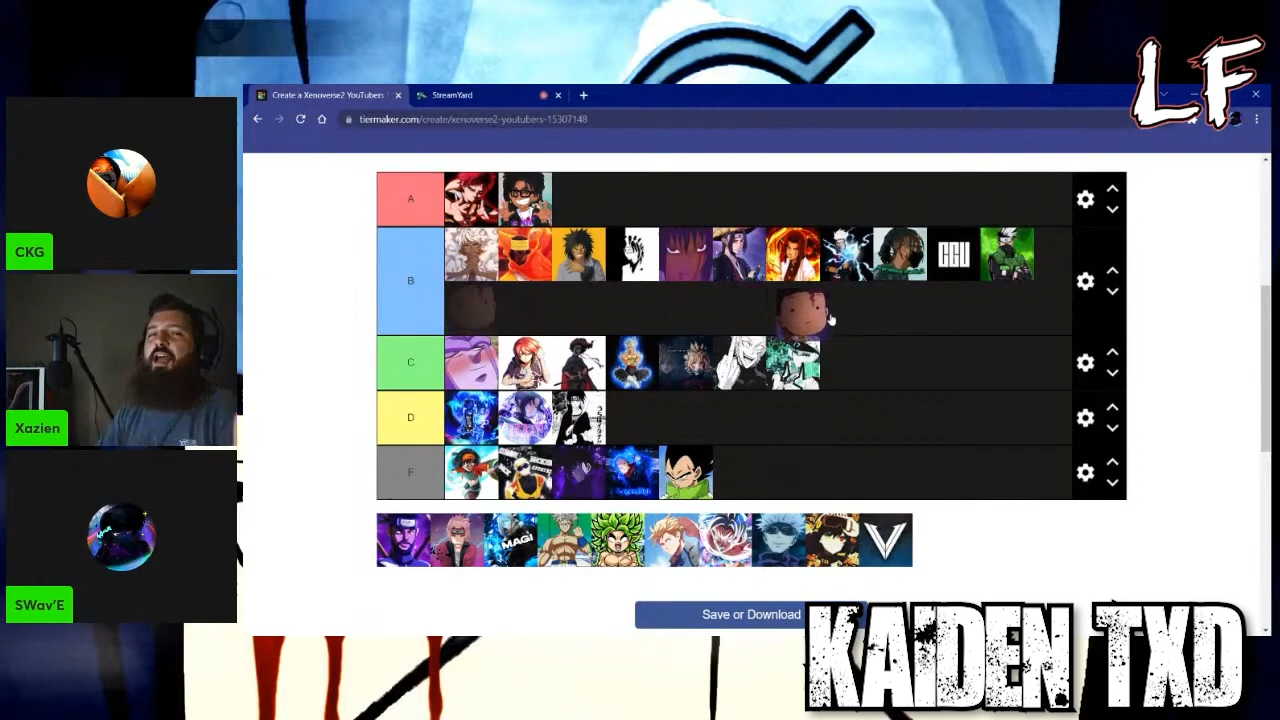 LF
Create a Xenoverse2 YouTubers
StreamYard
tiermaker.com/create/xenoverse2-youtubers-15307148
CKG
Xazien
SWav'E
A
B
CCU
C
D
F
MAGI
Save or Download
KAIDEN TXD